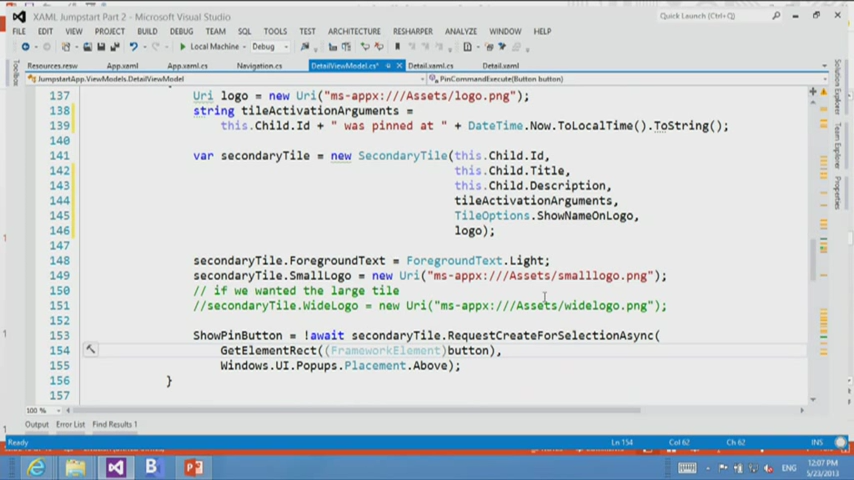 XAML Jumpstart Part 2 - Microsoft Visual Studio
Quick Launch (Ctrl+Q)
FILE EDIT VIEW PROJECT BUILD DEBUG TEAM SQL TOOLS TEST ARCHITECTURE RESHARPER ANALYZE WINDOW HELP
Local Machine Debug
Resources.resw App.xaml App.xaml.cs Navigation.cs DetailViewModel.cs* Detail.xaml.cs Detail.xaml
JumpstartApp.ViewModels.DetailViewModel PinCommandExecute(Button button)
137 Uri logo = new Uri("ms-appx:///Assets/logo.png");
138 string tileActivationArguments =
139 this.Child.Id + " was pinned at " + DateTime.Now.ToLocalTime().ToString();
140
141 var secondaryTile = new SecondaryTile(this.Child.Id,
142 this.Child.Title,
143 this.Child.Description,
144 tileActivationArguments,
145 TileOptions.ShowNameOnLogo,
146 logo);
147
148 secondaryTile.ForegroundText = ForegroundText.Light;
149 secondaryTile.SmallLogo = new Uri("ms-appx:///Assets/smalllogo.png");
150 // if we wanted the large tile
151 //secondaryTile.WideLogo = new Uri("ms-appx:///Assets/widelogo.png");
152
153 ShowPinButton = !await secondaryTile.RequestCreateForSelectionAsync(
154 GetElementRect((FrameworkElement)button),
155 Windows.UI.Popups.Placement.Above);
156 }
157
Toolbox
Solution Explorer
Team Explorer
Properties
100 %
Output Error List Find Results 1
Ready Ln 154 Col 62 Ch 62 INS
ENG
12:07 PM
5/23/2013